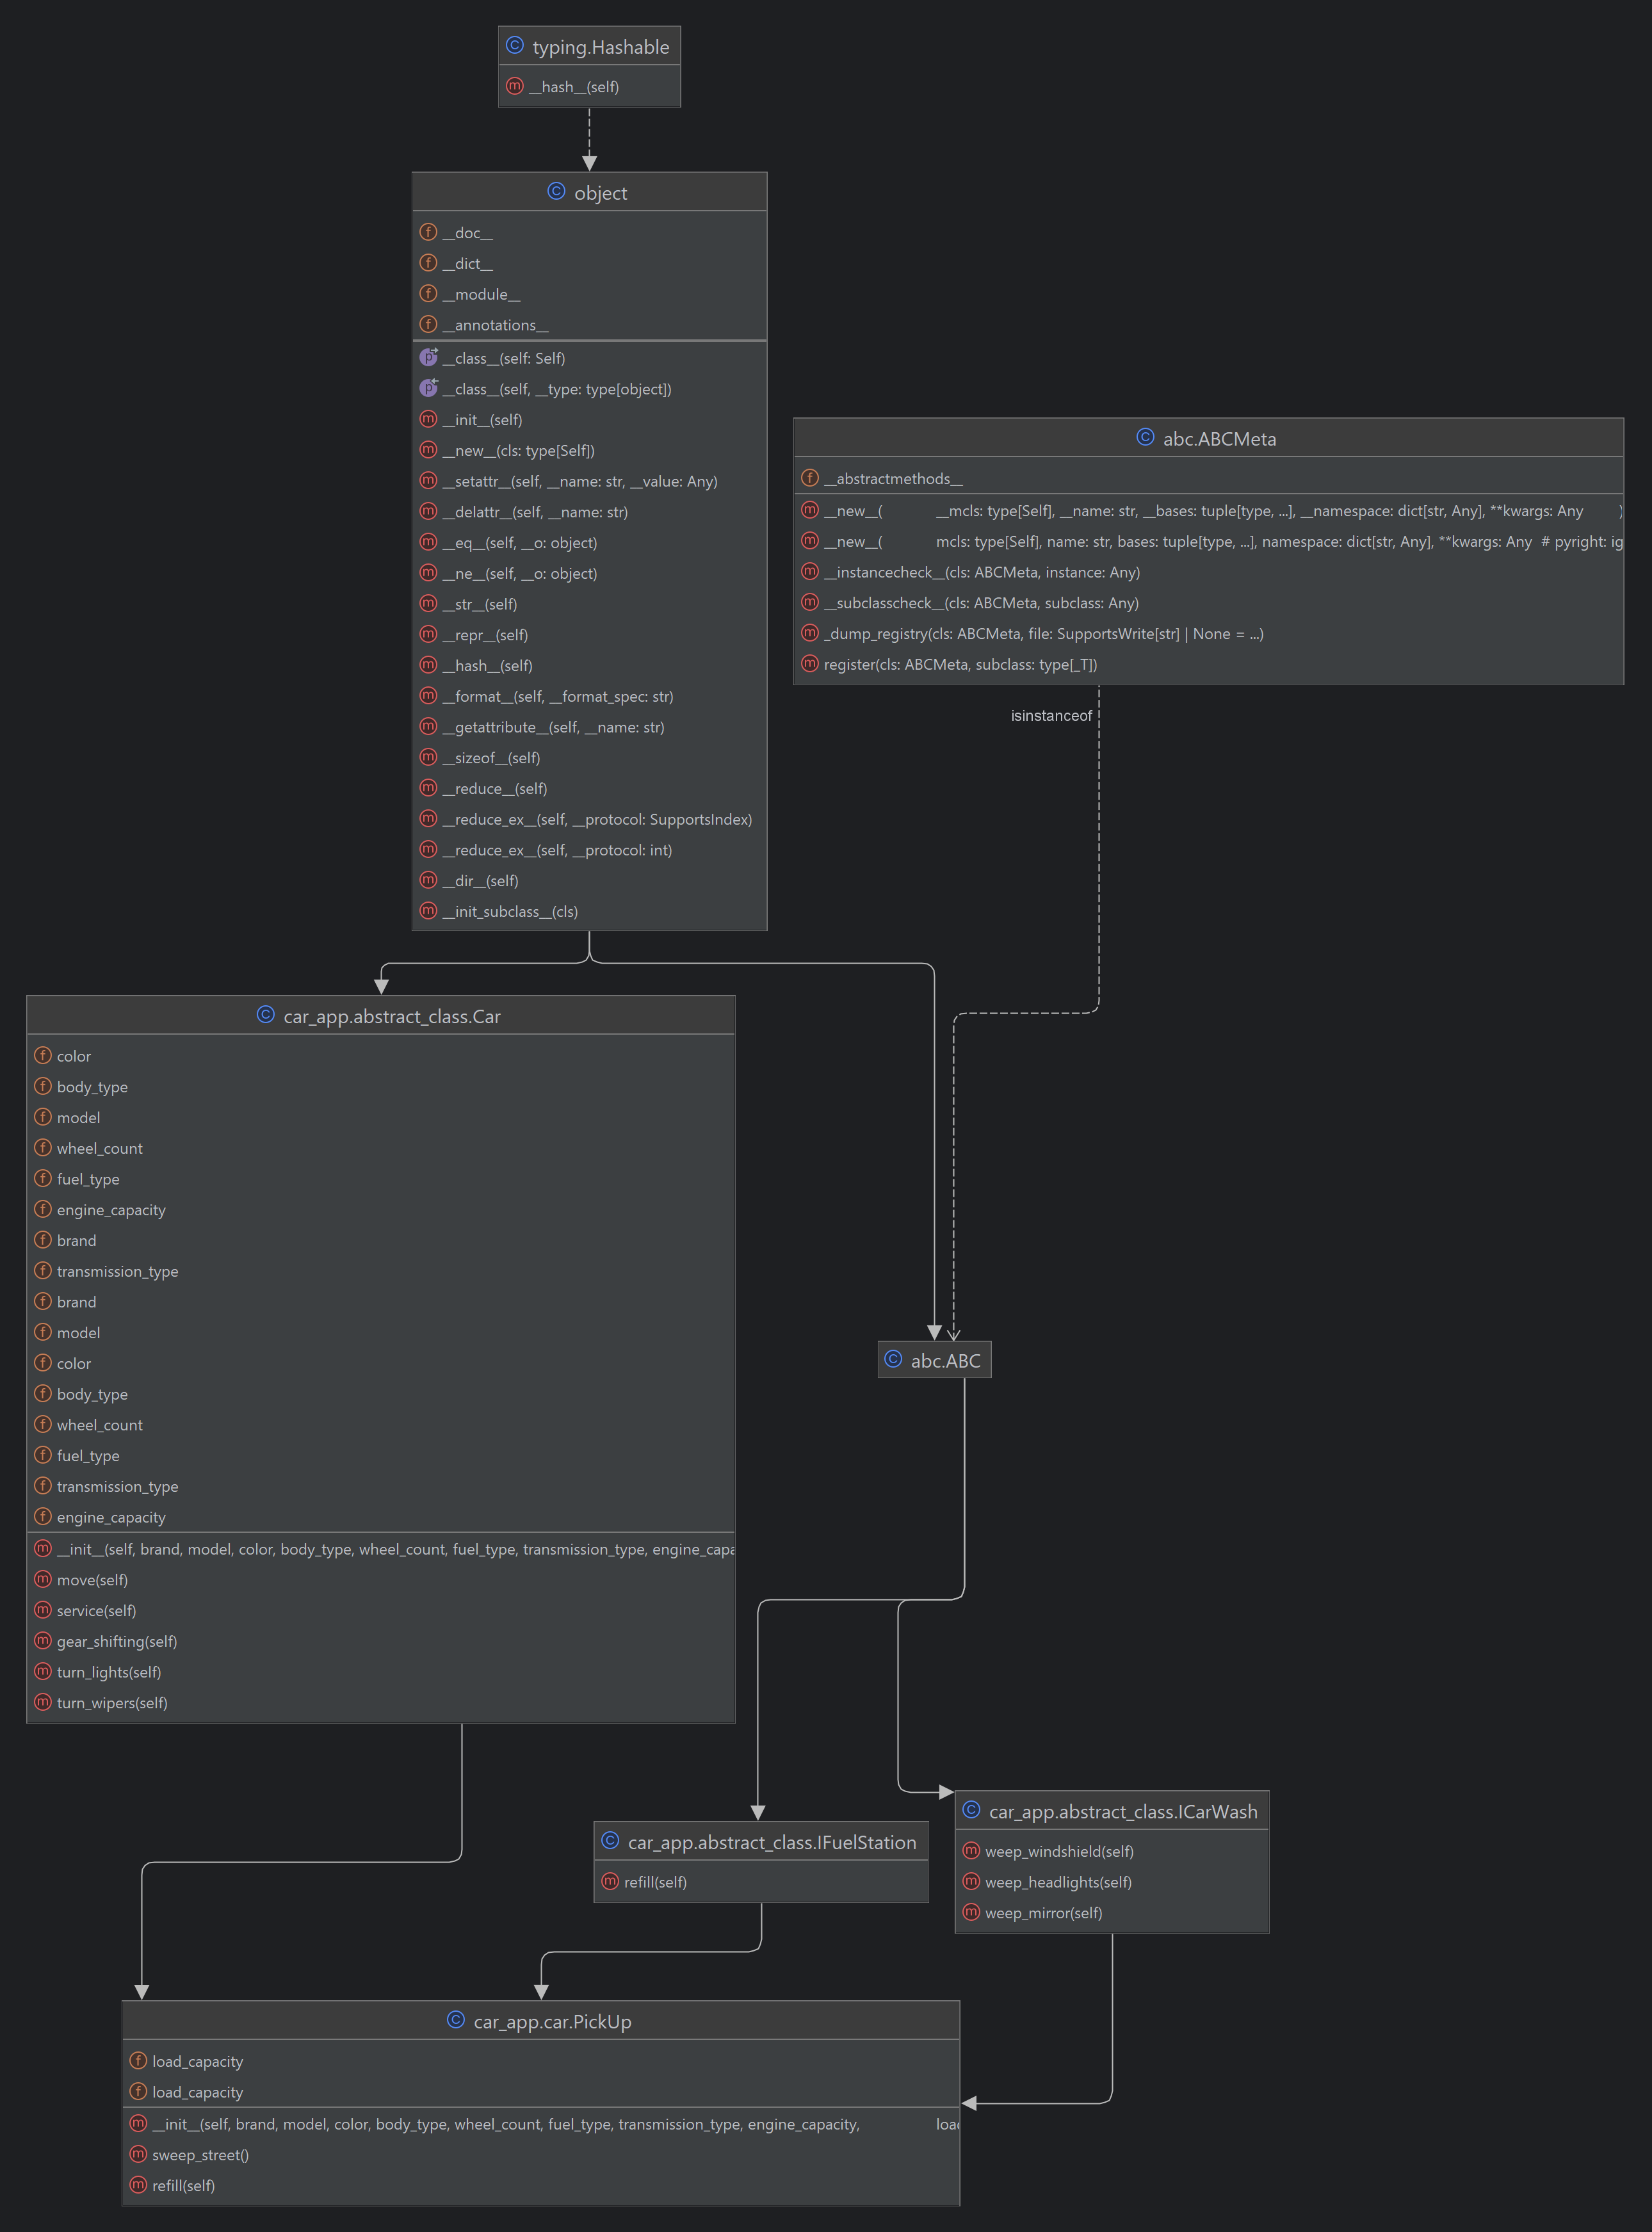 typing.Hashable
__hash__(self)
object
__doc__
__dict__
__module__
__annotations__
__class__(self: Self)
__class__(self, __type: type[object])
__init__(self)
__new__(cls: type[Self])
__setattr__(self, __name: str, __value: Any)
__delattr__(self, __name: str)
__eq__(self, __o: object)
__ne__(self, __o: object)
__str__(self)
__repr__(self)
__hash__(self)
__format__(self, __format_spec: str)
__getattribute__(self, __name: str)
__sizeof__(self)
__reduce__(self)
__reduce_ex__(self, __protocol: SupportsIndex)
__reduce_ex__(self, __protocol: int)
__dir__(self)
__init_subclass__(cls)
abc.ABCMeta
__abstractmethods__
__new__( __mcls: type[Self], __name: str, __bases: tuple[type, ...], __namespace: dict[str, Any], **kwargs: Any )
__new__( mcls: type[Self], name: str, bases: tuple[type, ...], namespace: dict[str, Any], **kwargs: Any # pyright: ig
__instancecheck__(cls: ABCMeta, instance: Any)
__subclasscheck__(cls: ABCMeta, subclass: Any)
_dump_registry(cls: ABCMeta, file: SupportsWrite[str] | None = ...)
register(cls: ABCMeta, subclass: type[_T])
isinstanceof
car_app.abstract_class.Car
color
body_type
model
wheel_count
fuel_type
engine_capacity
brand
transmission_type
brand
model
color
body_type
wheel_count
fuel_type
transmission_type
engine_capacity
__init__(self, brand, model, color, body_type, wheel_count, fuel_type, transmission_type, engine_capa
move(self)
service(self)
gear_shifting(self)
turn_lights(self)
turn_wipers(self)
abc.ABC
car_app.abstract_class.IFuelStation
refill(self)
car_app.abstract_class.ICarWash
weep_windshield(self)
weep_headlights(self)
weep_mirror(self)
car_app.car.PickUp
load_capacity
load_capacity
__init__(self, brand, model, color, body_type, wheel_count, fuel_type, transmission_type, engine_capacity, load
sweep_street()
refill(self)